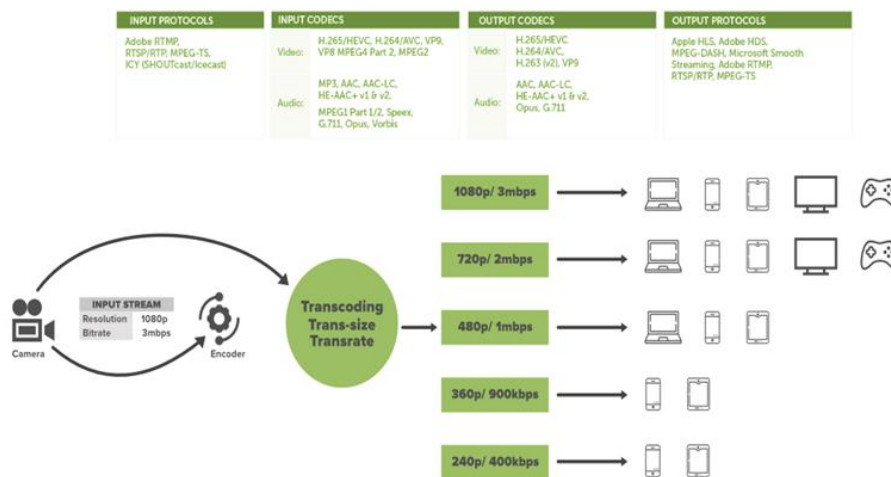 INPUT PROTOCOLS
Adobe RTMP,
RTSP/RTP, MPEG-TS,
ICY (SHOUTcast/Icecast)
INPUT CODECS
Video:
H.265/HEVC, H.264/AVC, VP9,
VP8 MPEG4 Part 2, MPEG2
Audio:
MP3, AAC, AAC-LC,
HE-AAC+ v1 & v2,
MPEG1 Part 1/2, Speex,
G.711, Opus, Vorbis
OUTPUT CODECS
Video:
H.265/HEVC
H.264/AVC,
H.263 (v2), VP9
Audio:
AAC, AAC-LC,
HE-AAC+ v1 & v2,
Opus, G.711
OUTPUT PROTOCOLS
Apple HLS, Adobe HDS,
MPEG-DASH, Microsoft Smooth
Streaming, Adobe RTMP,
RTSP/RTP, MPEG-TS
Camera
INPUT STREAM
Resolution 1080p
Bitrate 3mbps
Encoder
Transcoding
Trans-size
Transrate
1080p/ 3mbps
720p/ 2mbps
480p/ 1mbps
360p/ 900kbps
240p/ 400kbps